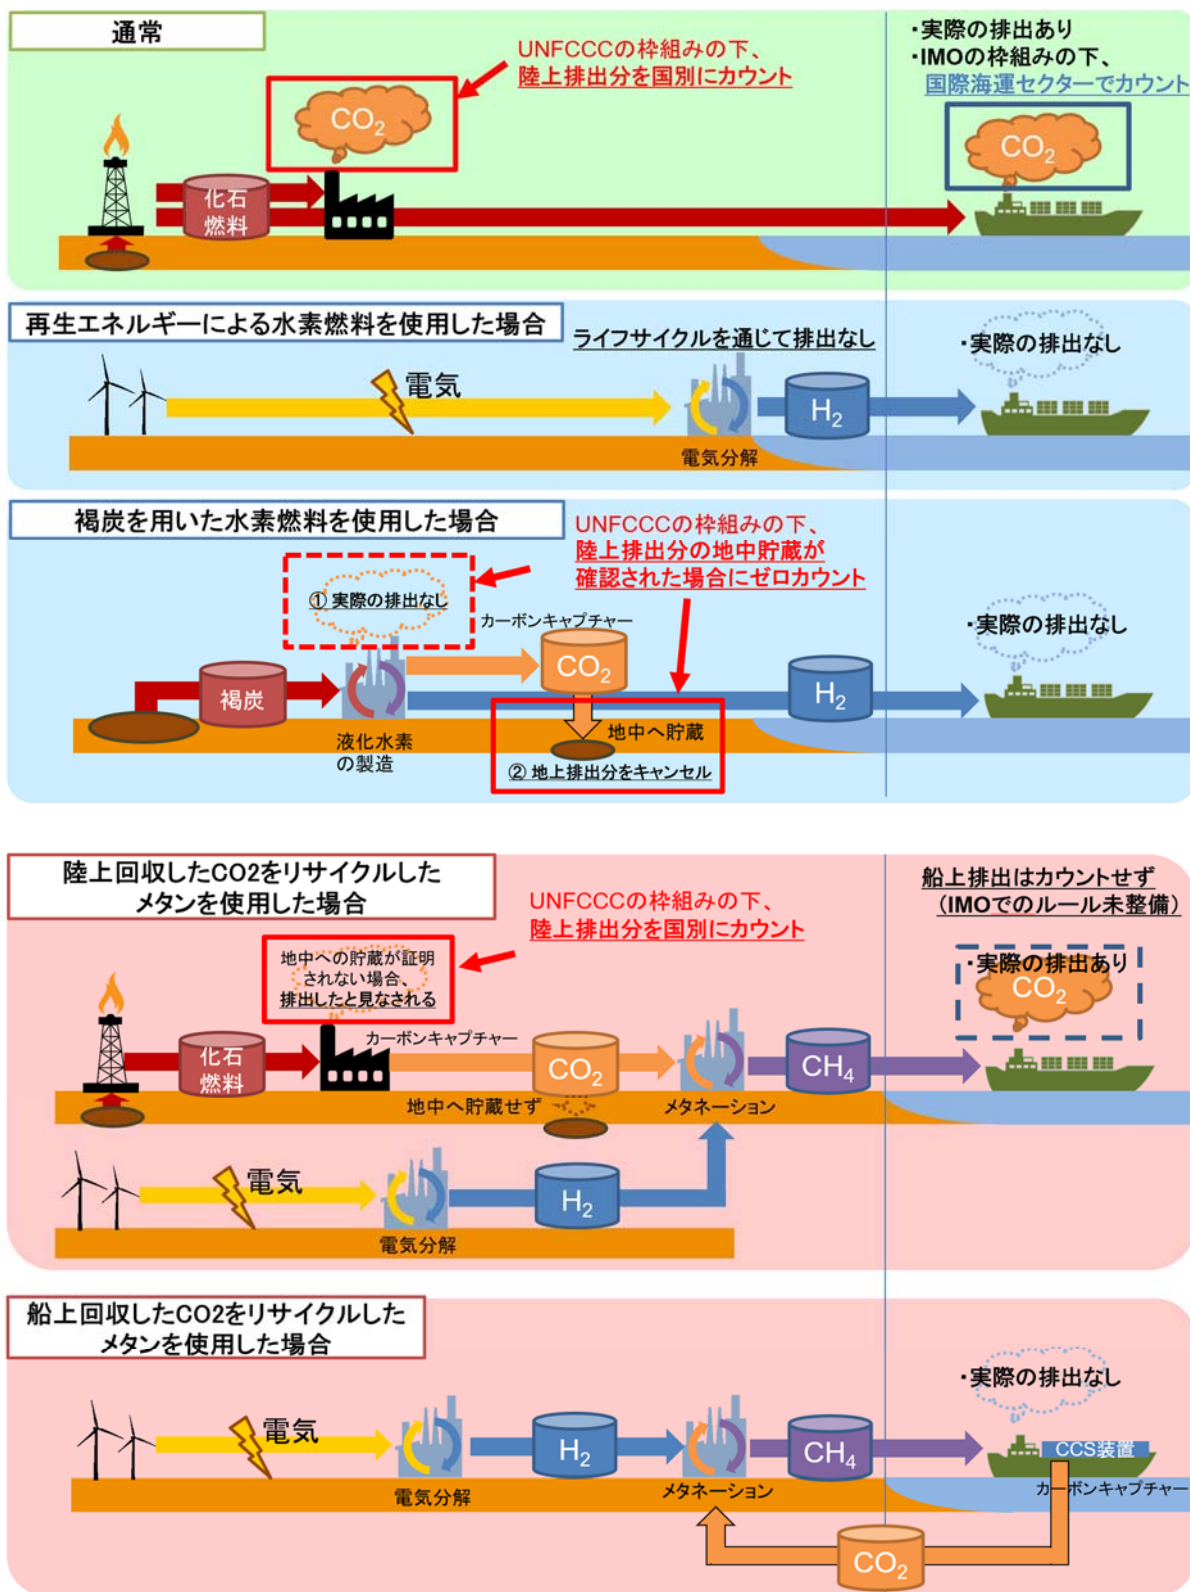 通常
UNFCCCの枠組みの下、
陸上排出分を国別にカウント
・実際の排出あり
・IMOの枠組みの下、
国際海運セクターでカウント
CO2
CO2
化石
燃料
再生エネルギーによる水素燃料を使用した場合
ライフサイクルを通じて排出なし
・実際の排出なし
電気
H2
電気分解
褐炭を用いた水素燃料を使用した場合
UNFCCCの枠組みの下、
陸上排出分の地中貯蔵が
確認された場合にゼロカウント
① 実際の排出なし
カーボンキャプチャー
・実際の排出なし
CO2
褐炭
H2
液化水素
の製造
地中へ貯蔵
② 地上排出分をキャンセル
陸上回収したCO2をリサイクルした
メタンを使用した場合
UNFCCCの枠組みの下、
陸上排出分を国別にカウント
船上排出はカウントせず
（IMOでのルール未整備）
地中への貯蔵が証明
されない場合、
排出したと見なされる
・実際の排出あり
CO2
カーボンキャプチャー
化石
燃料
CO2
CH4
地中へ貯蔵せず
メタネーション
電気
H2
電気分解
船上回収したCO2をリサイクルした
メタンを使用した場合
・実際の排出なし
電気
H2
CH4
CCS装置
電気分解
メタネーション
カーボンキャプチャー
CO2